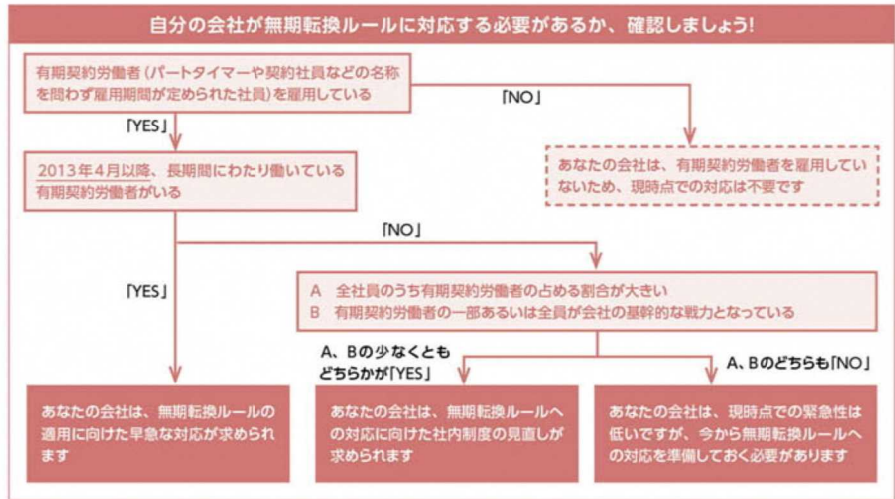 自分の会社が無期転換ルールに対応する必要があるか、確認しましょう!
有期契約労働者(パートタイマーや契約社員などの名称
を問わず雇用期間が定められた社員)を雇用している
「NO」
「YES」
あなたの会社は、有期契約労働者を雇用してい
ないため、現時点での対応は不要です
2013年4月以降、長期間にわたり働いている
有期契約労働者がいる
「NO」
「YES」
A 全社員のうち有期契約労働者の占める割合が大きい
B 有期契約労働者の一部あるいは全員が会社の基幹的な戦力となっている
A、Bの少なくとも
どちらかが「YES」
A、Bのどちらも「NO」
あなたの会社は、無期転換ルールの
適用に向けた早急な対応が求められ
ます
あなたの会社は、無期転換ルールへ
の対応に向けた社内制度の見直しが
求められます
あなたの会社は、現時点での緊急性は
低いですが、今から無期転換ルールへ
の対応を準備しておく必要があります